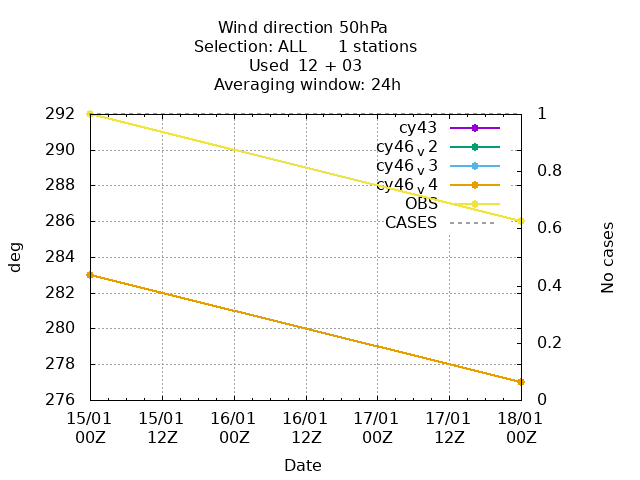 Wind direction 50hPa
Selection: ALL      1 stations
Used  12 + 03
Averaging window: 24h
292 1
cy43
290 cy46 v 2
0.8
cy46 v 3
288 cy46 v 4
OBS
286 CASES 0.6
284
deg No cases
282 0.4
280
278 0.2
276 0
15/01 15/01 16/01 16/01 17/01 17/01 18/01
00Z 12Z 00Z 12Z 00Z 12Z 00Z
Date